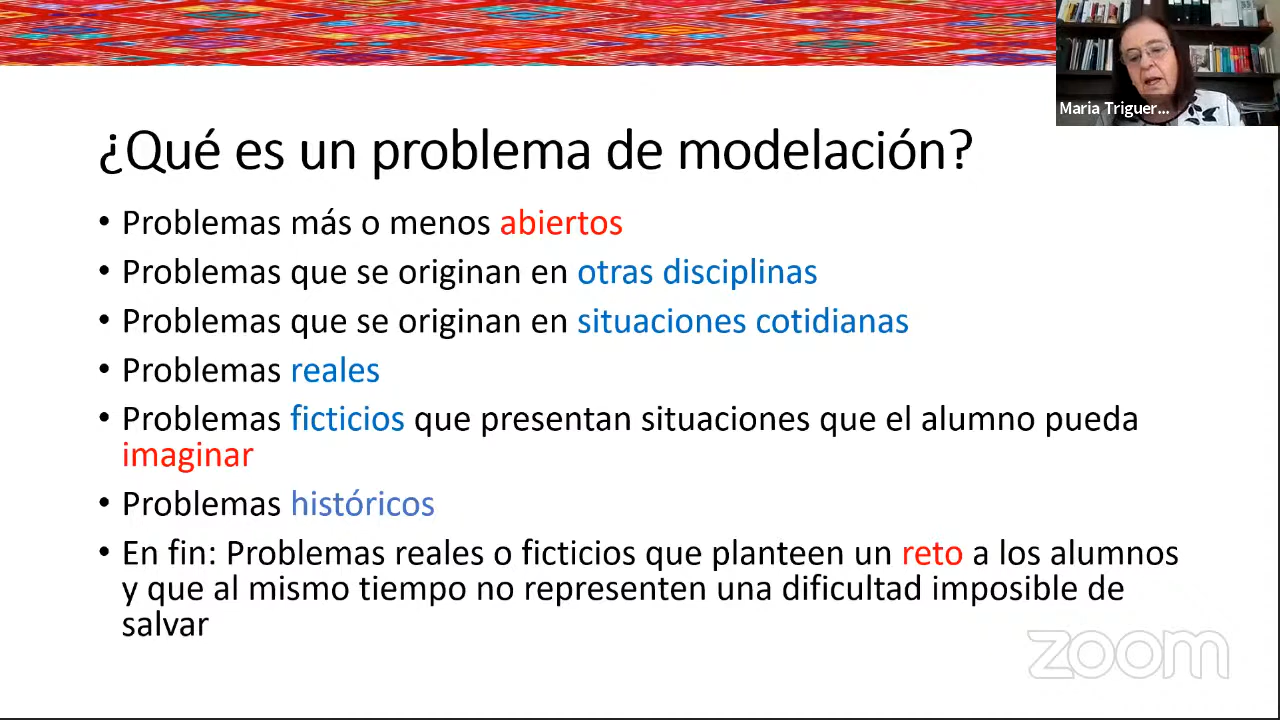 Maria Triguer...
¿Qué es un problema de modelación?
• Problemas más o menos abiertos
• Problemas que se originan en otras disciplinas
• Problemas que se originan en situaciones cotidianas
• Problemas reales
• Problemas ficticios que presentan situaciones que el alumno pueda
imaginar
• Problemas históricos
• En fin: Problemas reales o ficticios que planteen un reto a los alumnos
y que al mismo tiempo no representen una dificultad imposible de
salvar
zoom